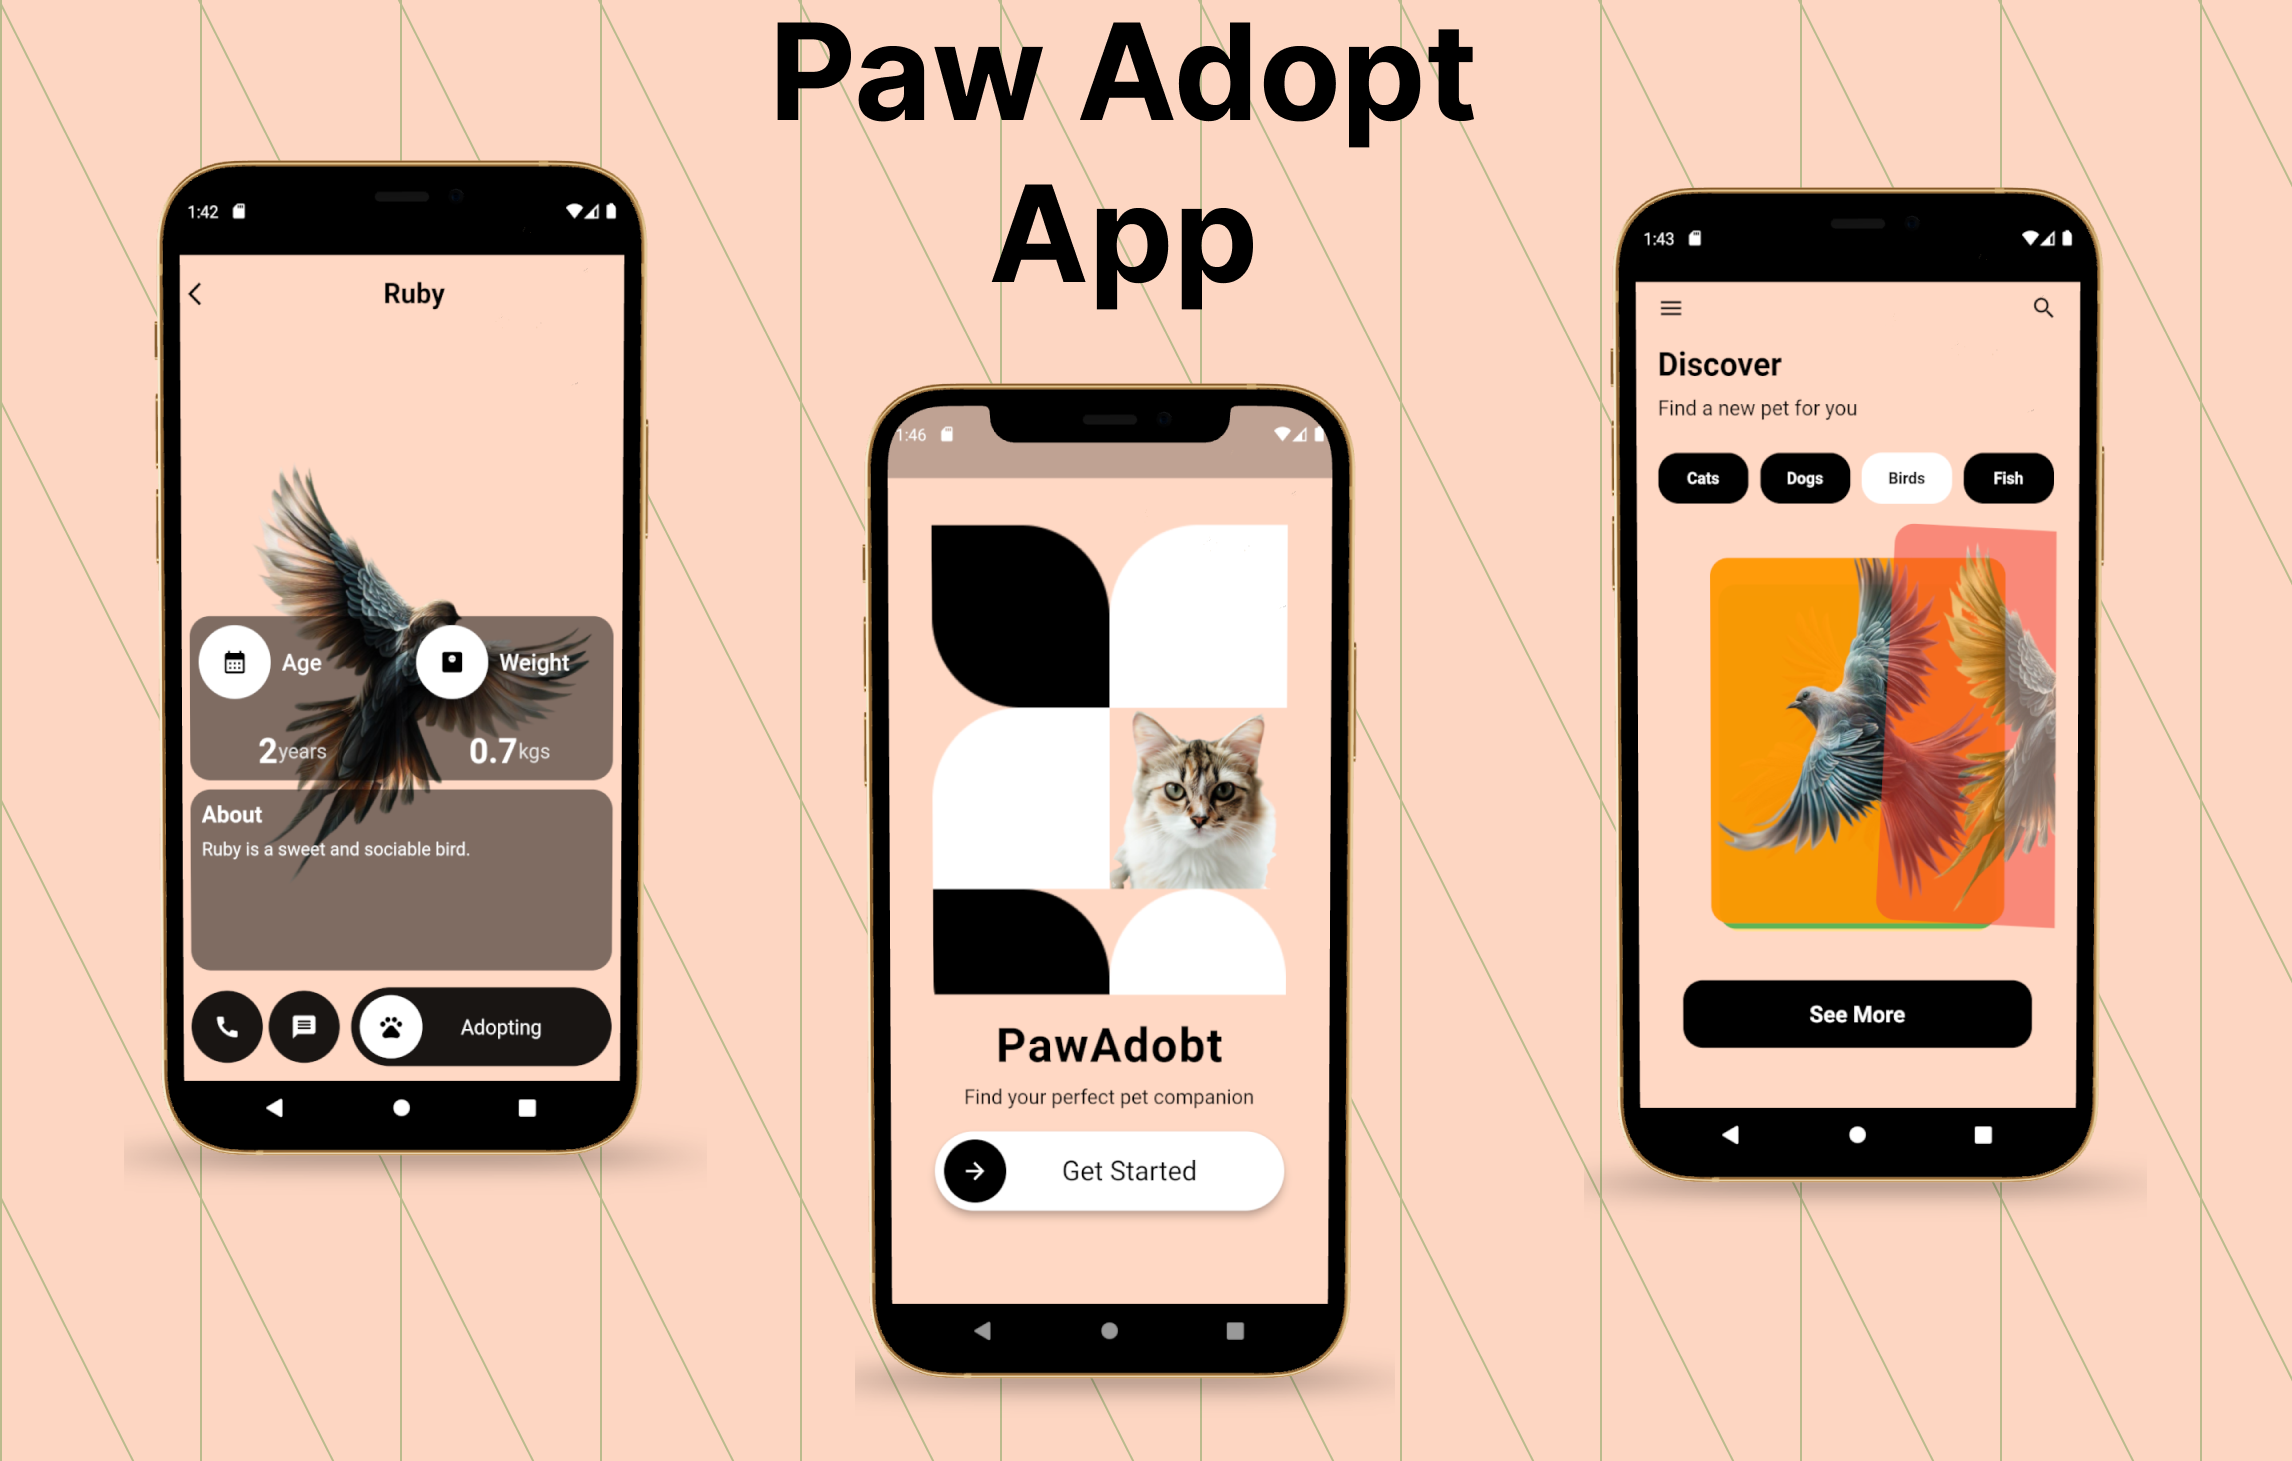 Paw Adopt
App
1:42
Ruby
Age
Weight
2years
0.7kgs
About
Ruby is a sweet and sociable bird.
Adopting
1:46
PawAdobt
Find your perfect pet companion
Get Started
1:43
Discover
Find a new pet for you
Cats
Dogs
Birds
Fish
See More